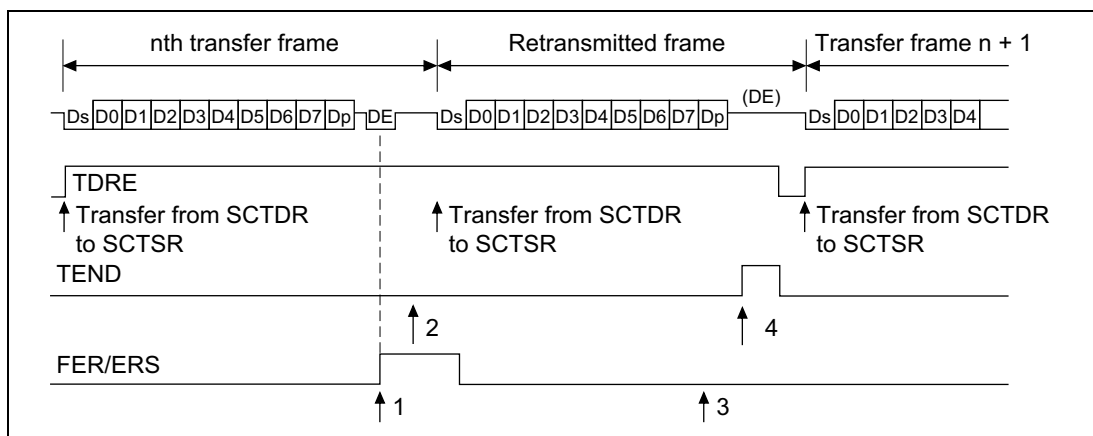 nth transfer frame Retransmitted frame Transfer frame n + 1
(DE)
Ds D0 D1 D2 D3 D4 D5 D6 D7 Dp DE Ds D0 D1 D2 D3 D4 D5 D6 D7 Dp Ds D0 D1 D2 D3 D4
TDRE
Transfer from SCTDR Transfer from SCTDR Transfer from SCTDR
to SCTSR to SCTSR to SCTSR
TEND
2 4
FER/ERS
1 3